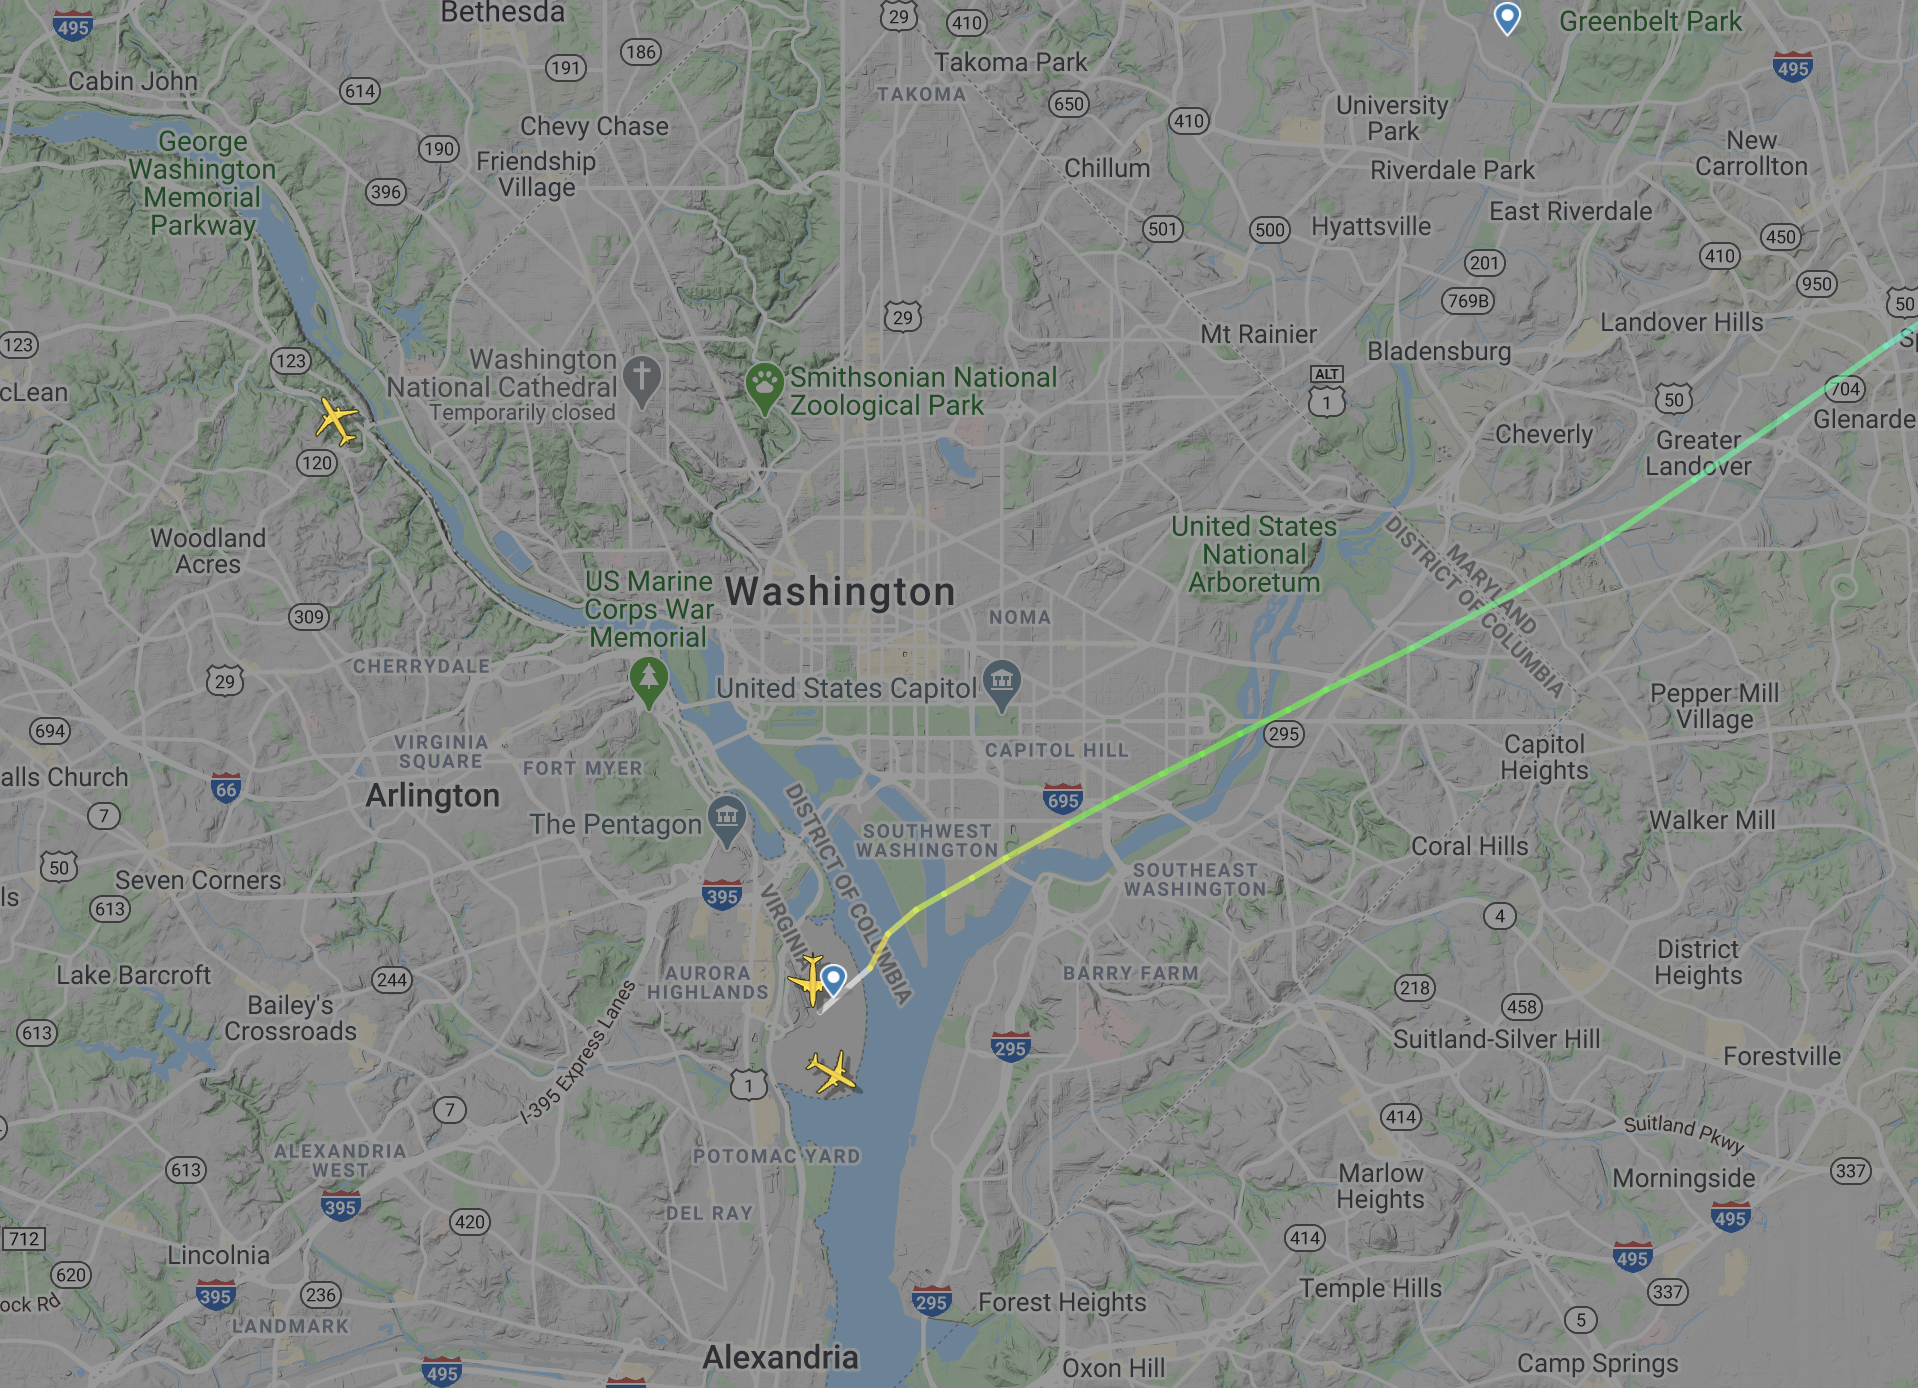 Bethesda
29
410
Greenbelt Park
495
186
191
Takoma Park
495
Cabin John
614
TAKOMA
650
University
Park
410
Chevy Chase
George
Washington
Memorial
Parkway
190
Friendship
Village
396
Chillum
Riverdale Park
New
Carrollton
East Riverdale
501
500
Hyattsville
450
201
410
769B
950
50
29
Landover Hills
Mt Rainier
123
123
Bladensburg
Washington
National Cathedral
Temporarily closed
Smithsonian National
Zoological Park
ALT
1
50
704
cLean
Glenarde
Cheverly
Greater
Landover
120
Woodland
Acres
United States
National
Arboretum
MARYLAND
DISTRICT OF COLUMBIA
US Marine
Corps War
Memorial
Washington
309
NOMA
CHERRYDALE
29
United States Capitol
Pepper Mill
Village
694
VIRGINIA
SQUARE
FORT MYER
CAPITOL HILL
295
Capitol
Heights
alls Church
66
Arlington
695
7
The Pentagon
DISTRICT OF COLUMBIA
VIRGINIA
SOUTHWEST
WASHINGTON
Walker Mill
Coral Hills
50
Seven Corners
395
SOUTHEAST
WASHINGTON
ls
613
4
Lake Barcroft
244
AURORA
HIGHLANDS
BARRY FARM
District
Heights
218
458
Bailey's
Crossroads
613
295
Suitland-Silver Hill
Forestville
I-395 Express Lanes
1
7
414
Suitland Pkwy
ALEXANDRIA
WEST
613
POTOMAC YARD
Marlow
Heights
Morningside
337
395
420
DEL RAY
495
712
Lincolnia
414
495
620
395
236
295
Forest Heights
Temple Hills
337
ock Rd
LANDMARK
5
495
Alexandria
Oxon Hill
Camp Springs